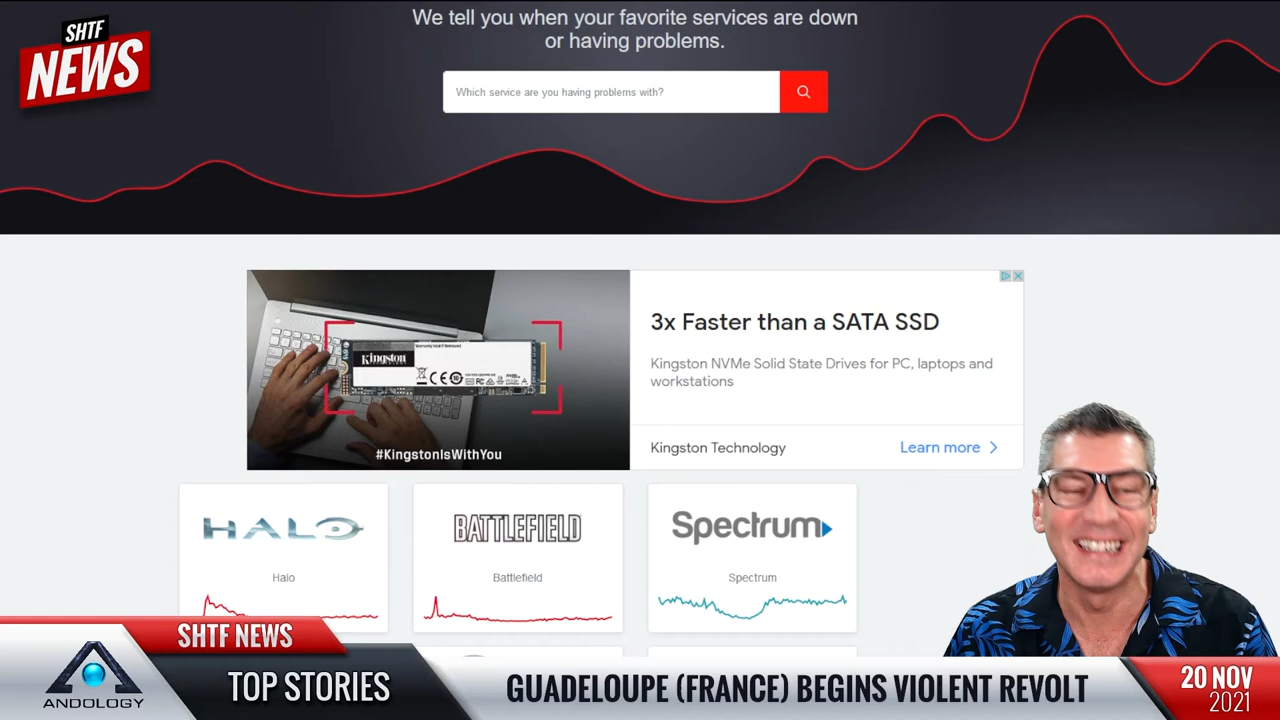 SHTF
NEWS
We tell you when your favorite services are down
or having problems.
Which service are you having problems with?
Kingston
#KingstonIsWithYou
3x Faster than a SATA SSD
Kingston NVMe Solid State Drives for PC, laptops and
workstations
Kingston Technology
Learn more
HALO
Halo
BATTLEFIELD
Battlefield
Spectrum
Spectrum
SHTF NEWS
ANDOLOGY
TOP STORIES
GUADELOUPE (FRANCE) BEGINS VIOLENT REVOLT
20 NOV
2021